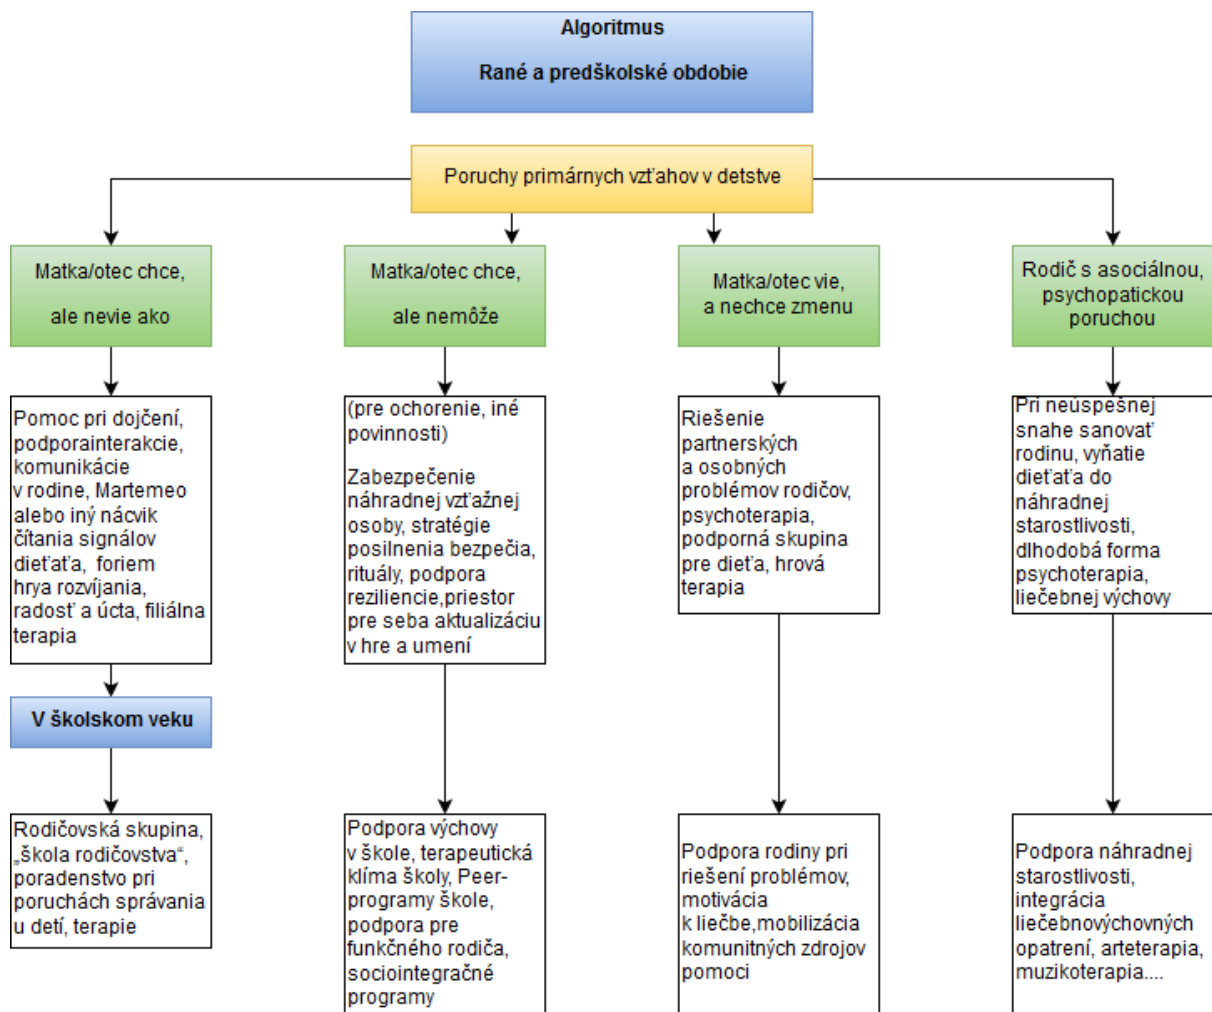 Algoritmus
Rané a predškolské obdobie
Poruchy primárnych vzťahov v detstve
Matka/otec chce,
ale nevie ako
Matka/otec chce,
ale nemôže
Matka/otec vie,
a nechce zmenu
Rodič s asociálnou,
psychopatickou
poruchou
Pomoc pri dojčení,
podporainterakcie,
komunikácie
v rodine, Martemeo
alebo iný nácvik
čítania signálov
dieťaťa, foriem
hrya rozvíjania,
radosť a úcta, filiálna
terapia
(pre ochorenie, iné
povinnosti)
Zabezpečenie
náhradnej vzťažnej
osoby, stratégie
posilnenia bezpečia,
rituály, podpora
reziliencie,priestor
pre seba aktualizáciu
v hre a umení
Riešenie
partnerských
a osobných
problémov rodičov,
psychoterapia,
podporná skupina
pre dieťa, hrová
terapia
Pri neúspešnej
snahe sanovať
rodinu, vyňatie
dieťaťa do
náhradnej
starostlivosti,
dlhodobá forma
psychoterapia,
liečebnej výchovy
V školskom veku
Rodičovská skupina,
„škola rodičovstva“,
poradenstvo pri
poruchách správania
u detí, terapie
Podpora výchovy
v škole, terapeutická
klíma školy, Peer-
programy škole,
podpora pre
funkčného rodiča,
sociointegračné
programy
Podpora rodiny pri
riešení problémov,
motivácia
k liečbe,mobilizácia
komunitných zdrojov
pomoci
Podpora náhradnej
starostlivosti,
integrácia
liečebnovýchovných
opatrení, arteterapia,
muzikoterapia....